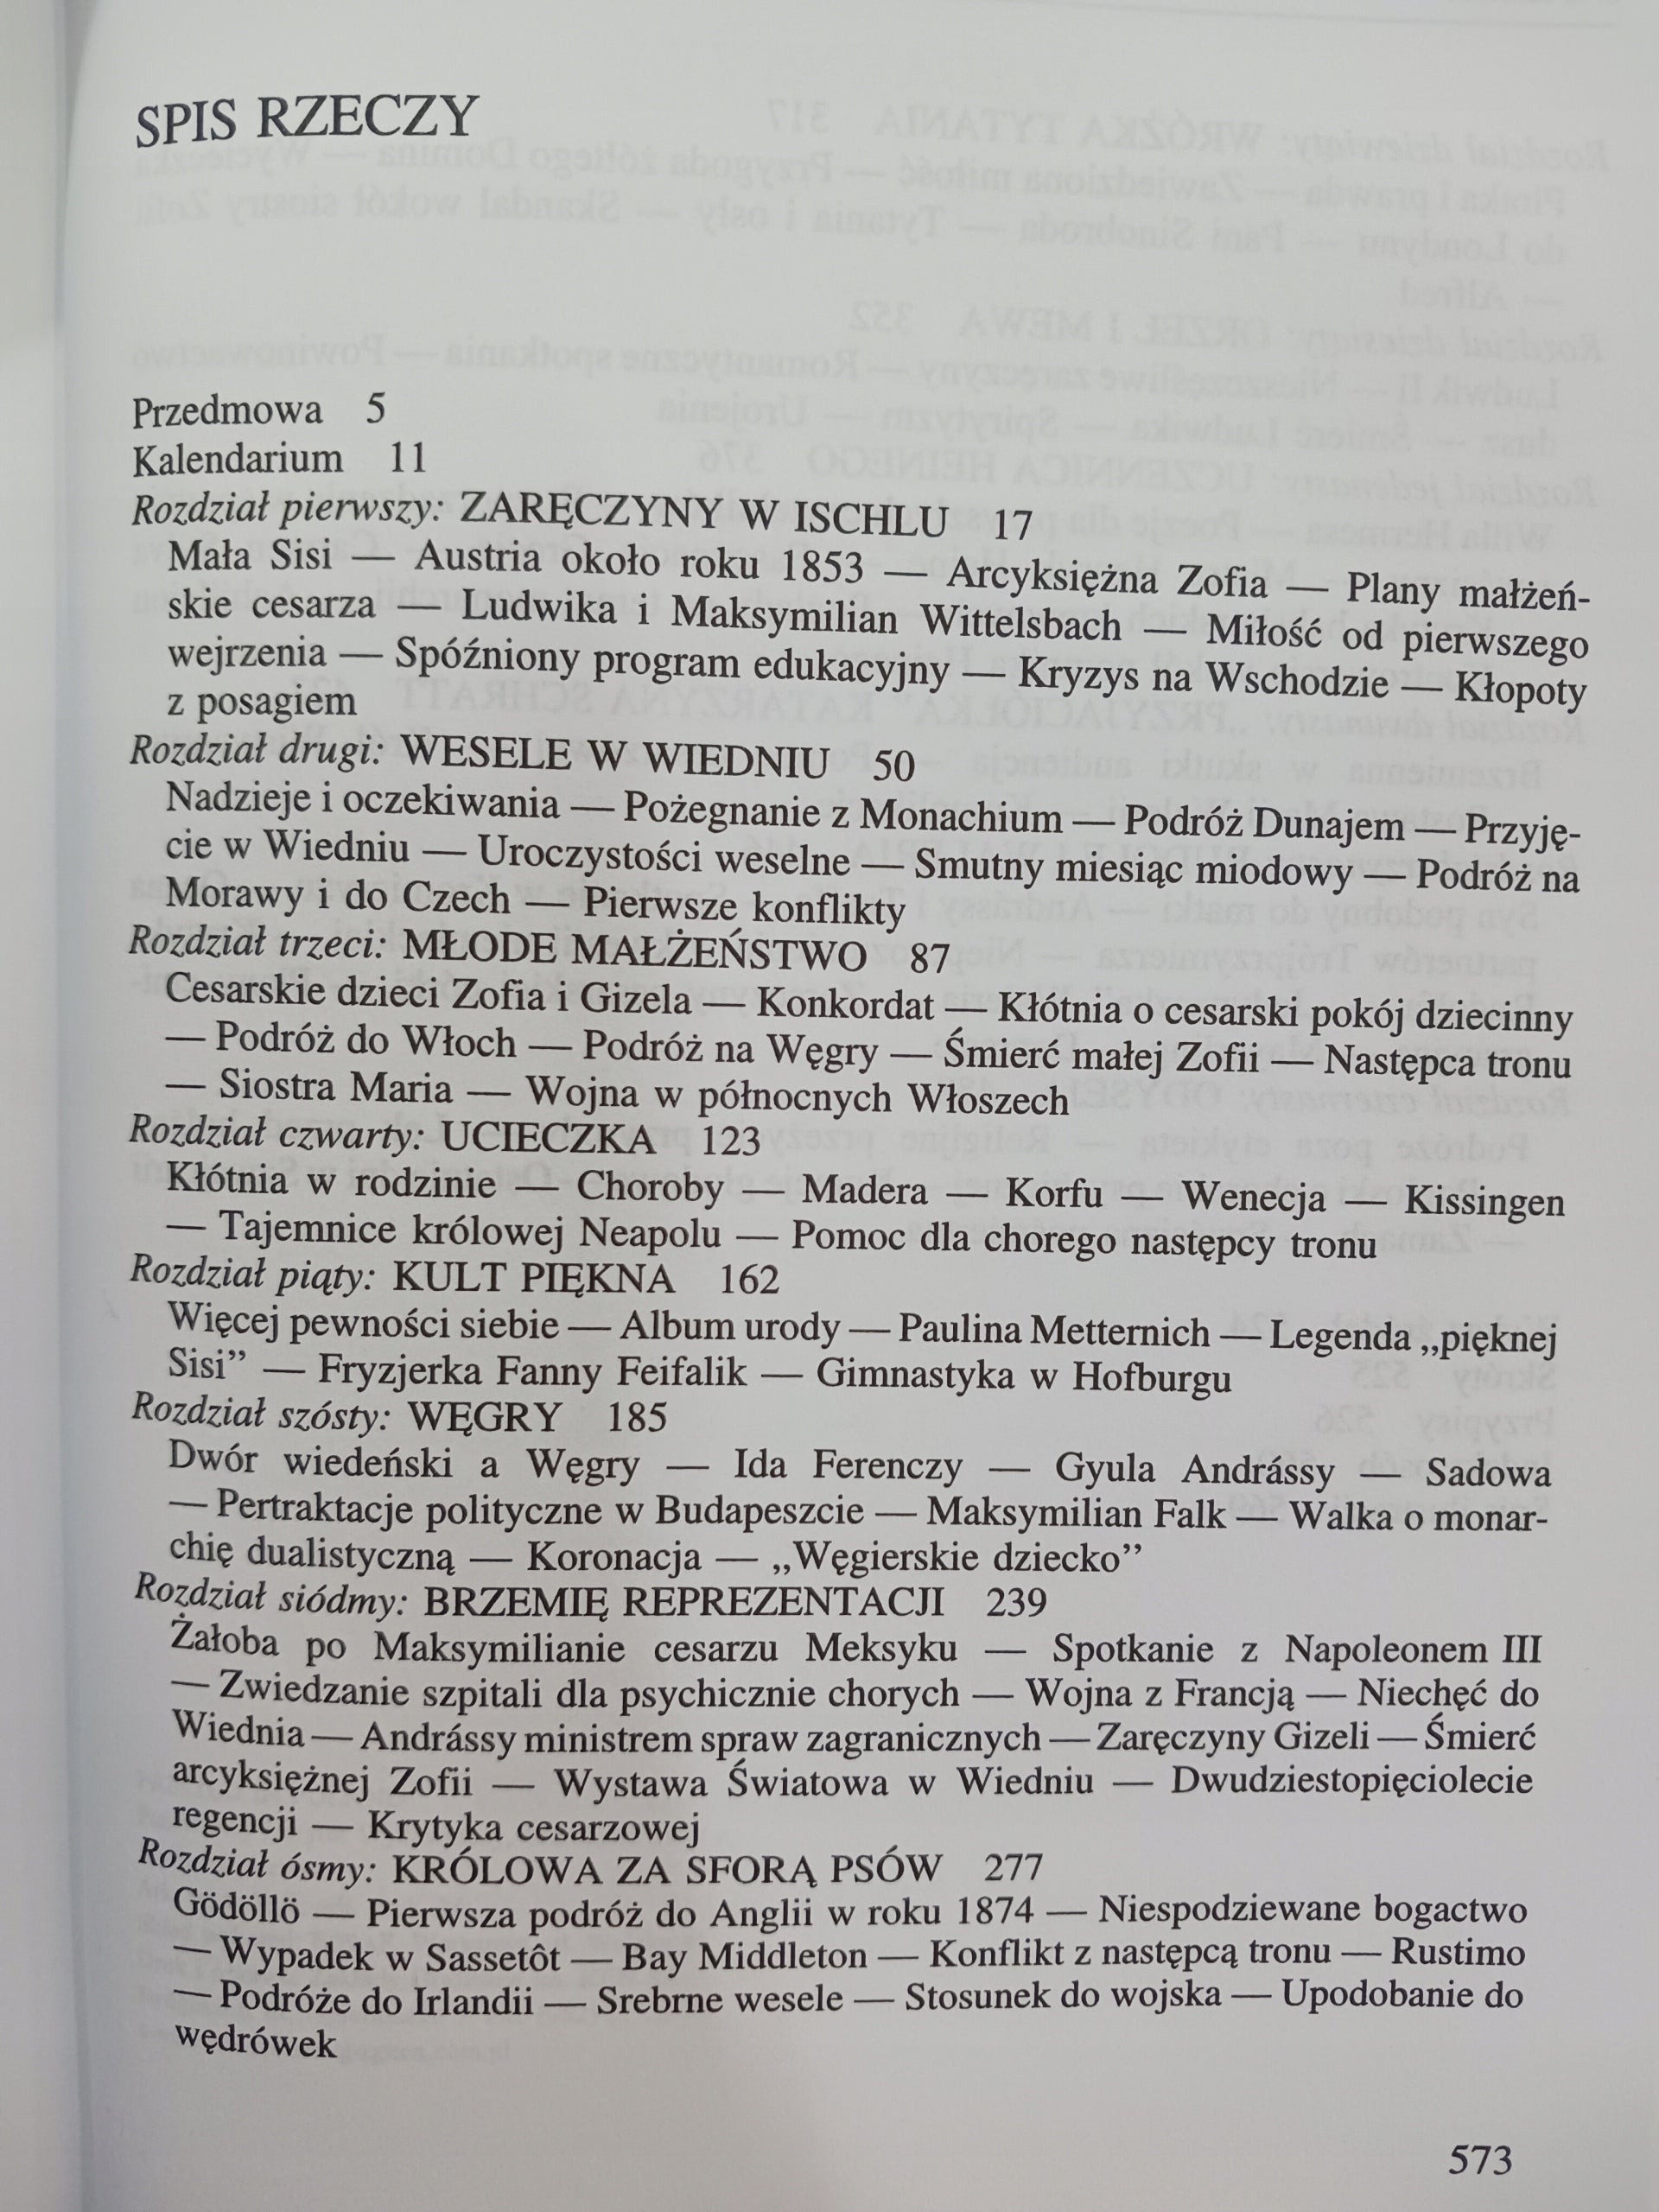 SPIS RZECZY
Przedmowa 5
Kalendarium 11
Rozdział pierwszy: ZARĘCZYNY W ISCHLU 17
Mała Sisi — Austria około roku 1853 — Arcyksiężna Zofia — Plany małżeń-
skie cesarza — Ludwika i Maksymilian Wittelsbach — Miłość od pierwszego
wejrzenia — Spóźniony program edukacyjny — Kryzys na Wschodzie — Kłopoty
z posagiem
Rozdział drugi: WESELE W WIEDNIU 50
Nadzieje i oczekiwania — Pożegnanie z Monachium — Podróż Dunajem — Przyję-
cie w Wiedniu — Uroczystości weselne — Smutny miesiąc miodowy — Podróż na
Morawy i do Czech — Pierwsze konflikty
Rozdział trzeci: MŁODE MAŁŻEŃSTWO 87
Cesarskie dzieci Zofia i Gizela — Konkordat — Kłótnia o cesarski pokój dziecinny
— Podróż do Włoch — Podróż na Węgry — Śmierć małej Zofii — Następca tronu
— Siostra Maria — Wojna w północnych Włoszech
Rozdział czwarty: UCIECZKA 123
Kłótnia w rodzinie — Choroby — Madera — Korfu — Wenecja — Kissingen
— Tajemnice królowej Neapolu — Pomoc dla chorego następcy tronu
Rozdział piąty: KULT PIĘKNA 162
Więcej pewności siebie — Album urody — Paulina Metternich — Legenda „pięknej
Sisi” — Fryzjerka Fanny Feifalik — Gimnastyka w Hofburgu
Rozdział szósty: WĘGRY 185
Dwór wiedeński a Węgry — Ida Ferenczy — Gyula Andrássy — Sadowa
— Pertraktacje polityczne w Budapeszcie — Maksymilian Falk — Walka o monar-
chię dualistyczną — Koronacja — „Węgierskie dziecko”
Rozdział siódmy: BRZEMIĘ REPREZENTACJI 239
Żałoba po Maksymilianie cesarzu Meksyku — Spotkanie z Napoleonem III
— Zwiedzanie szpitali dla psychicznie chorych — Wojna z Francją — Niechęć do
Wiednia — Andrássy ministrem spraw zagranicznych — Zaręczyny Gizeli — Śmierć
arcyksiężnej Zofii — Wystawa Światowa w Wiedniu — Dwudziestopięciolecie
regencji — Krytyka cesarzowej
Rozdział ósmy: KRÓLOWA ZA SFORĄ PSÓW 277
Gödöllö — Pierwsza podróż do Anglii w roku 1874 — Niespodziewane bogactwo
— Wypadek w Sassetôt — Bay Middleton — Konflikt z następcą tronu — Rustimo
— Podróże do Irlandii — Srebrne wesele — Stosunek do wojska — Upodobanie do
wędrówek
573